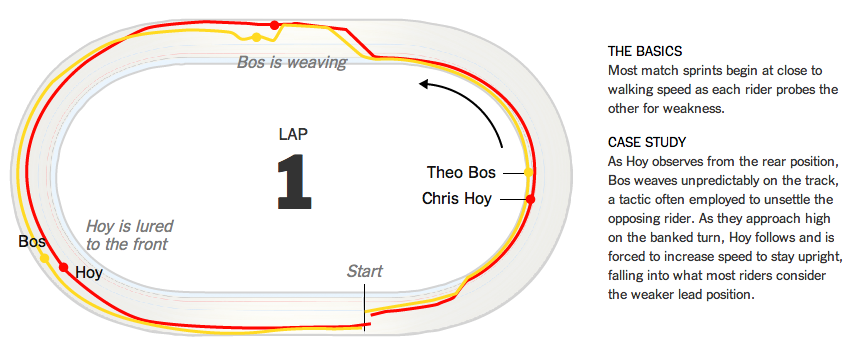 Bos is weaving
LAP
1
Theo Bos
Chris Hoy
Hoy is lured
to the front
Bos
Hoy
Start
THE BASICS
Most match sprints begin at close to
walking speed as each rider probes the
other for weakness.
CASE STUDY
As Hoy observes from the rear position,
Bos weaves unpredictably on the track,
a tactic often employed to unsettle the
opposing rider. As they approach high
on the banked turn, Hoy follows and is
forced to increase speed to stay upright,
falling into what most riders consider
the weaker lead position.